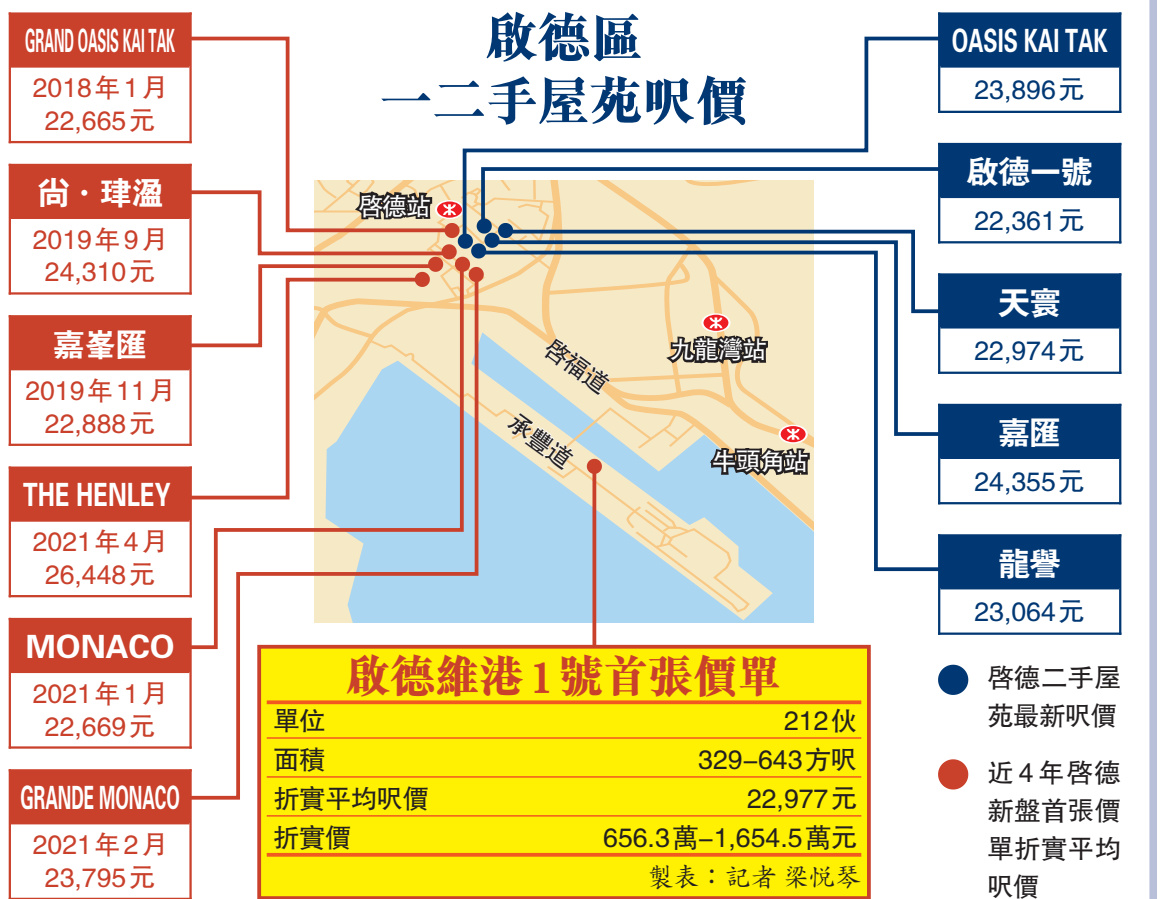 啟德區
一二手屋苑呎價
GRAND OASIS KAI TAK
2018年1月
22,665元
尚‧珒溋
2019年9月
24,310元
嘉峯匯
2019年11月
22,888元
THE HENLEY
2021年4月
26,448元
MONACO
2021年1月
22,669元
GRANDE MONACO
2021年2月
23,795元
啓德站
九龍灣站
牛頭角站
啓福道
承豐道
OASIS KAI TAK
23,896元
啟德一號
22,361元
天寰
22,974元
嘉匯
24,355元
龍譽
23,064元
啓德二手屋
苑最新呎價
近4年啓德
新盤首張價
單折實平均
呎價
啟德維港1號首張價單
單位 212伙
面積 329–643方呎
折實平均呎價 22,977元
折實價 656.3萬–1,654.5萬元
製表：記者 梁悅琴